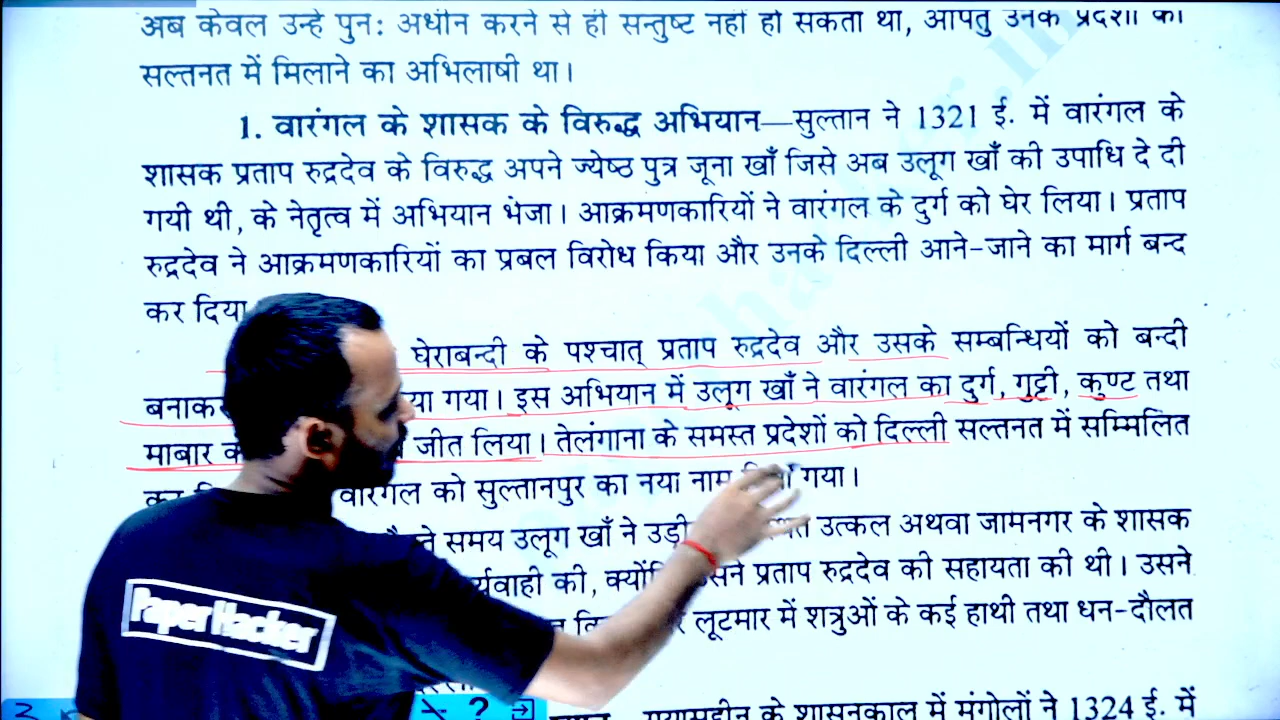 अब केवल उन्हें पुनः अधीन करने से ही सन्तुष्ट नहीं हो सकता था, अपितु उनके प्रदेशों को
सल्तनत में मिलाने का अभिलाषी था।
1. वारंगल के शासक के विरुद्ध अभियान—सुल्तान ने 1321 ई. में वारंगल के
शासक प्रताप रुद्रदेव के विरुद्ध अपने ज्येष्ठ पुत्र जूना खाँ जिसे अब उलूग खाँ की उपाधि दे दी
गयी थी, के नेतृत्व में अभियान भेजा। आक्रमणकारियों ने वारंगल के दुर्ग को घेर लिया। प्रताप
रुद्रदेव ने आक्रमणकारियों का प्रबल विरोध किया और उनके दिल्ली आने-जाने का मार्ग बन्द
कर दिया
घेराबन्दी के पश्चात् प्रताप रुद्रदेव और उसके सम्बन्धियों को बन्दी
बनाकर या गया। इस अभियान में उलूग खाँ ने वारंगल का दुर्ग, गुट्टी, कुण्ट तथा
माबार जीत लिया। तेलंगाना के समस्त प्रदेशों को दिल्ली सल्तनत में सम्मिलित
वारंगल को सुल्तानपुर का नया नाम गया।
ते समय उलूग खाँ ने उत्कल अथवा जामनगर के शासक
र्यवाही की, प्रताप रुद्रदेव की सहायता की थी। उसने
लूटमार में शत्रुओं के कई हाथी तथा धन-दौलत
के शासनकाल में मंगोलों ने 1324 ई. में
Paper Hacker
3
?